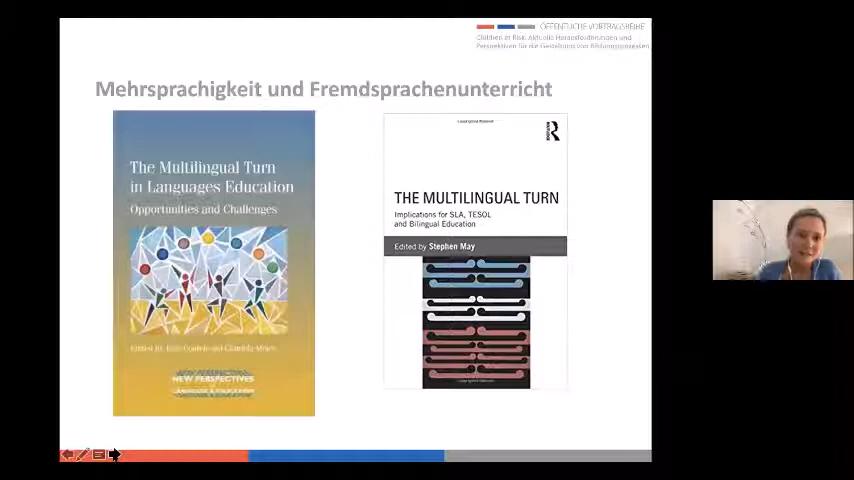 ÖFFENTLICHE VORTRAGSREIHE
Children at Risk. Aktuelle Herausforderungen und
Perspektiven für die Gestaltung von Bildungsprozessen
Mehrsprachigkeit und Fremdsprachenunterricht
The Multilingual Turn
in Languages Education
Opportunities and Challenges
Edited by
NEW PERSPECTIVES
R
THE MULTILINGUAL TURN
Implications for SLA, TESOL
and Bilingual Education
Edited by Stephen May